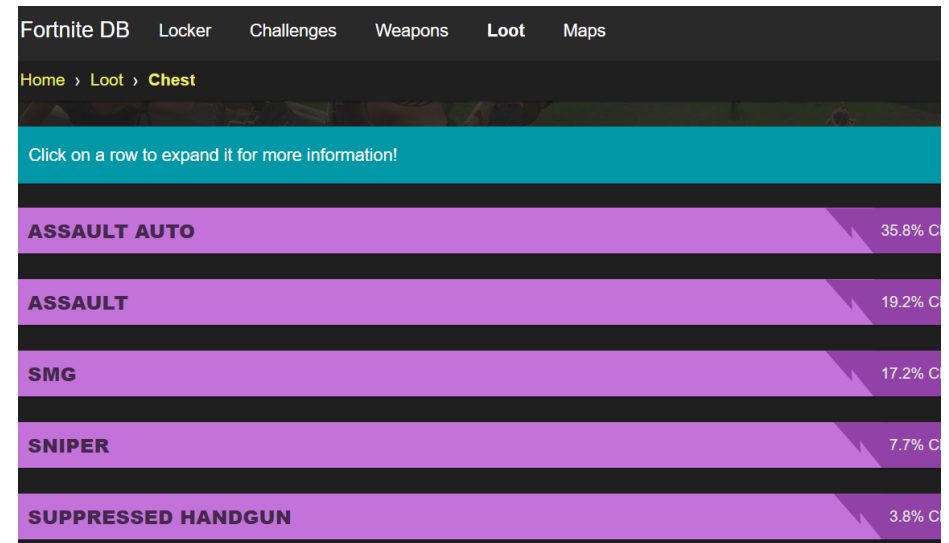 Fortnite DB Locker Challenges Weapons Loot Maps
Home › Loot › Chest
Click on a row to expand it for more information!
ASSAULT AUTO 35.8%
ASSAULT 19.2%
SMG 17.2%
SNIPER 7.7%
SUPPRESSED HANDGUN 3.8%